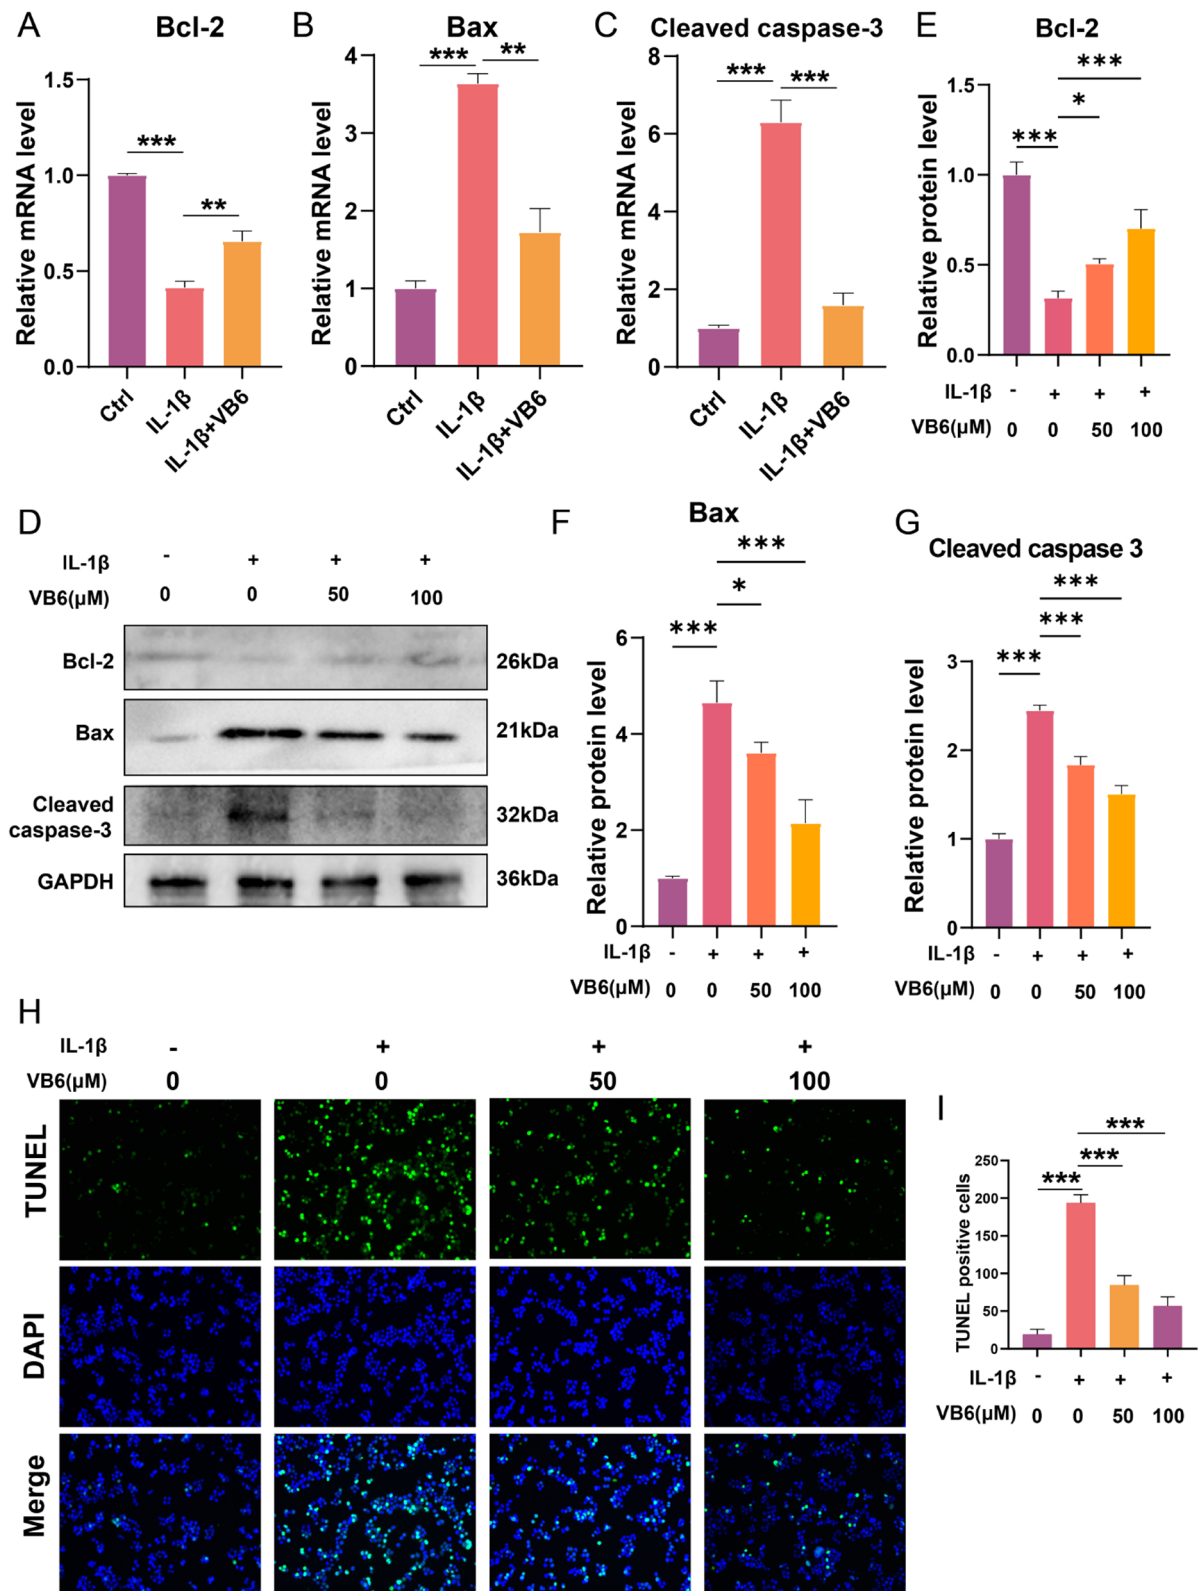 A
Bcl-2
Relative mRNA level
1.5
1.0
0.5
0.0
***
**
Ctrl
IL-1β
IL-1β+VB6
B
Bax
Relative mRNA level
4
3
2
1
0
***
**
Ctrl
IL-1β
IL-1β+VB6
C
Cleaved caspase-3
Relative mRNA level
8
6
4
2
0
***
***
Ctrl
IL-1β
IL-1β+VB6
E
Bcl-2
Relative protein level
1.5
1.0
0.5
0.0
***
*
***
IL-1β - + + +
VB6(μM) 0 0 50 100
D
IL-1β - + + +
VB6(μM) 0 0 50 100
Bcl-2 26kDa
Bax 21kDa
Cleaved
caspase-3 32kDa
GAPDH 36kDa
F
Bax
Relative protein level
6
4
2
0
***
*
***
IL-1β - + + +
VB6(μM) 0 0 50 100
G
Cleaved caspase 3
Relative protein level
3
2
1
0
***
***
***
IL-1β - + + +
VB6(μM) 0 0 50 100
H
IL-1β - + + +
VB6(μM) 0 0 50 100
TUNEL
DAPI
Merge
I
TUNEL positive cells
250
200
150
100
50
0
***
***
***
IL-1β - + + +
VB6(μM) 0 0 50 100